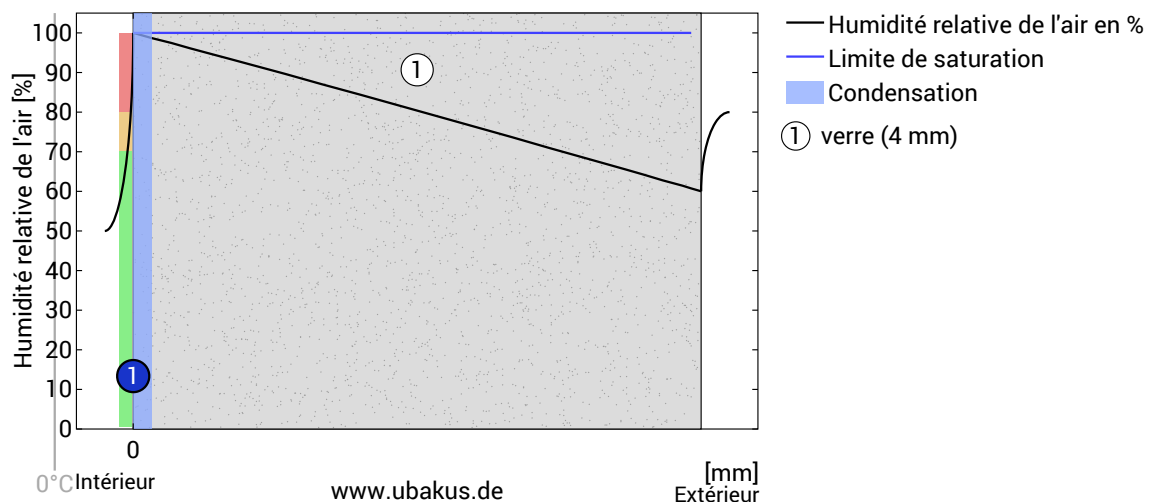 Humidité relative de l'air [%]
100
90
80
70
60
50
40
30
20
10
0
1
1
0
0°C
Intérieur
www.ubakus.de
[mm]
Extérieur
Humidité relative de l'air en %
Limite de saturation
Condensation
1 verre (4 mm)